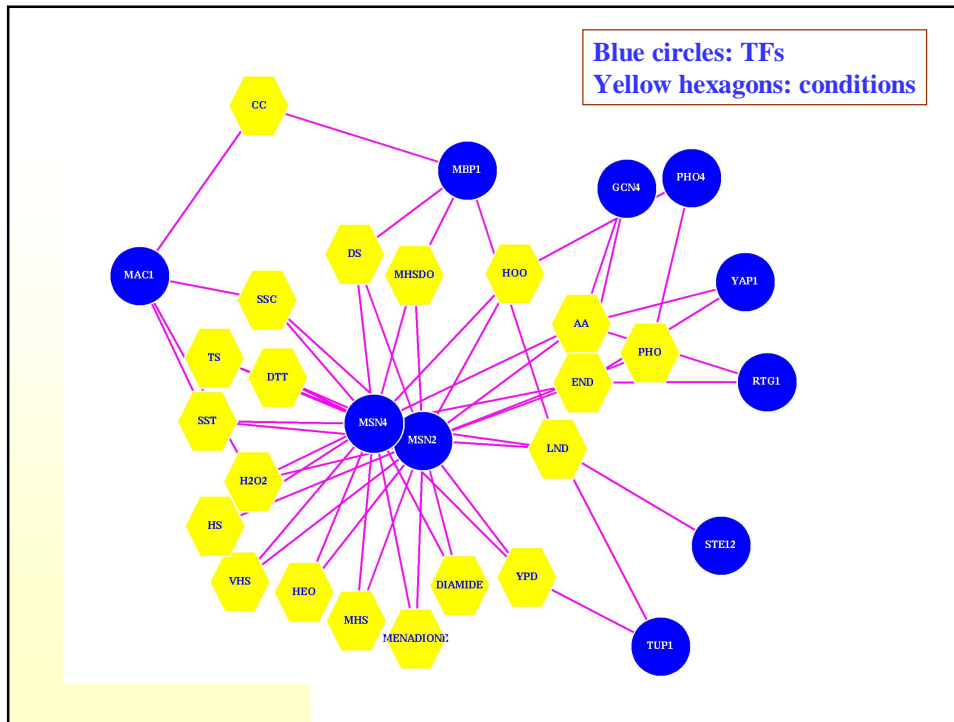 Blue circles: TFs
Yellow hexagons: conditions
CC
MBP1
GCN4
PHO4
MAC1
DS
MHSDO
HOO
YAP1
SSC
AA
TS
DTT
PHO
END
RTG1
SST
MSN4
MSN2
LND
H2O2
HS
STE12
VHS
HEO
DIAMIDE
YPD
MHS
MENADIONE
TUP1